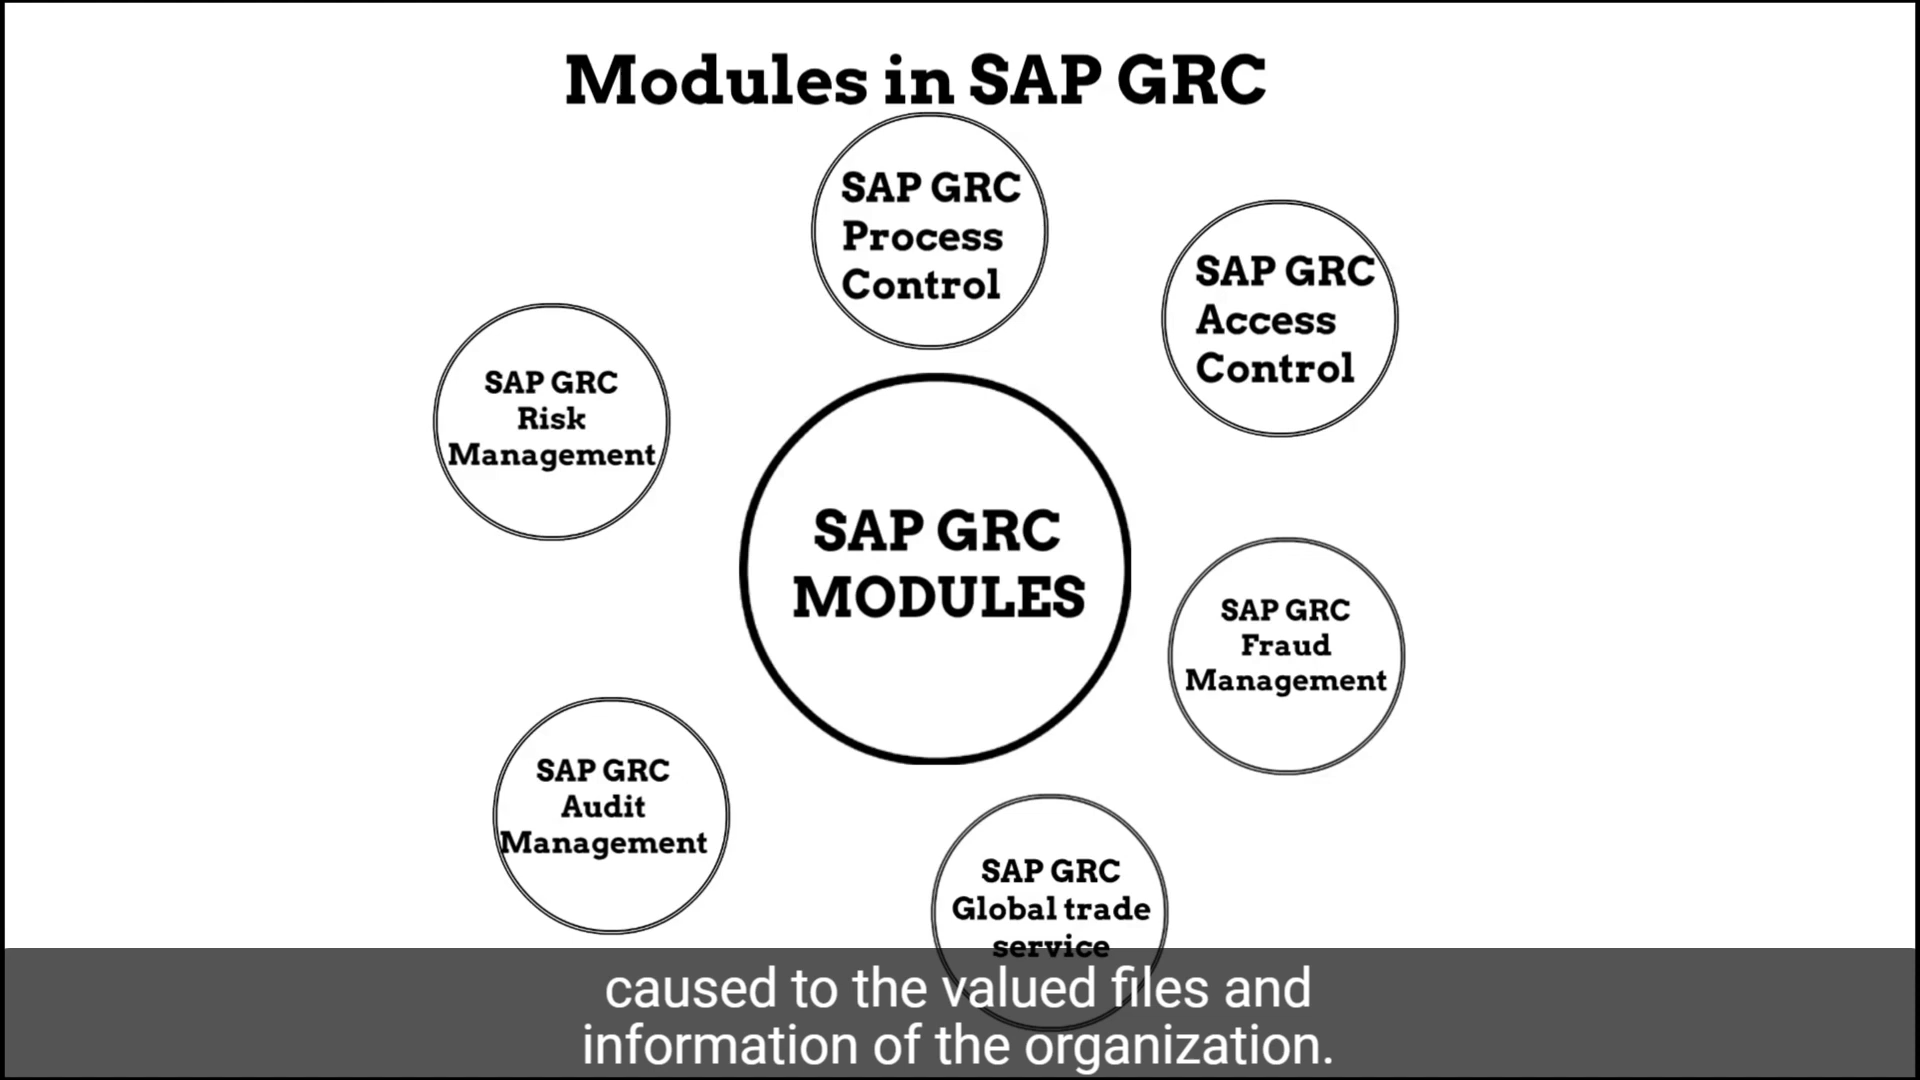 Modules in SAP GRC
SAP GRC
Process
Control
SAP GRC
Access
Control
SAP GRC
Risk
Management
SAP GRC
MODULES
SAP GRC
Fraud
Management
SAP GRC
Audit
Management
SAP GRC
Global trade
service
caused to the valued files and
information of the organization.